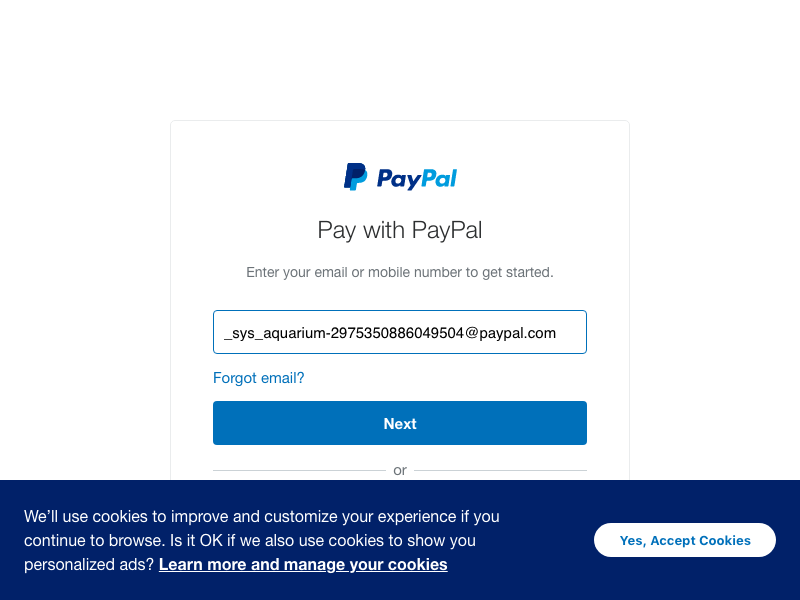 PayPal
Pay with PayPal
Enter your email or mobile number to get started.
_sys_aquarium-2975350886049504@paypal.com
Forgot email?
Next
or
We'll use cookies to improve and customize your experience if you
continue to browse. Is it OK if we also use cookies to show you
personalized ads? Learn more and manage your cookies
Yes, Accept Cookies